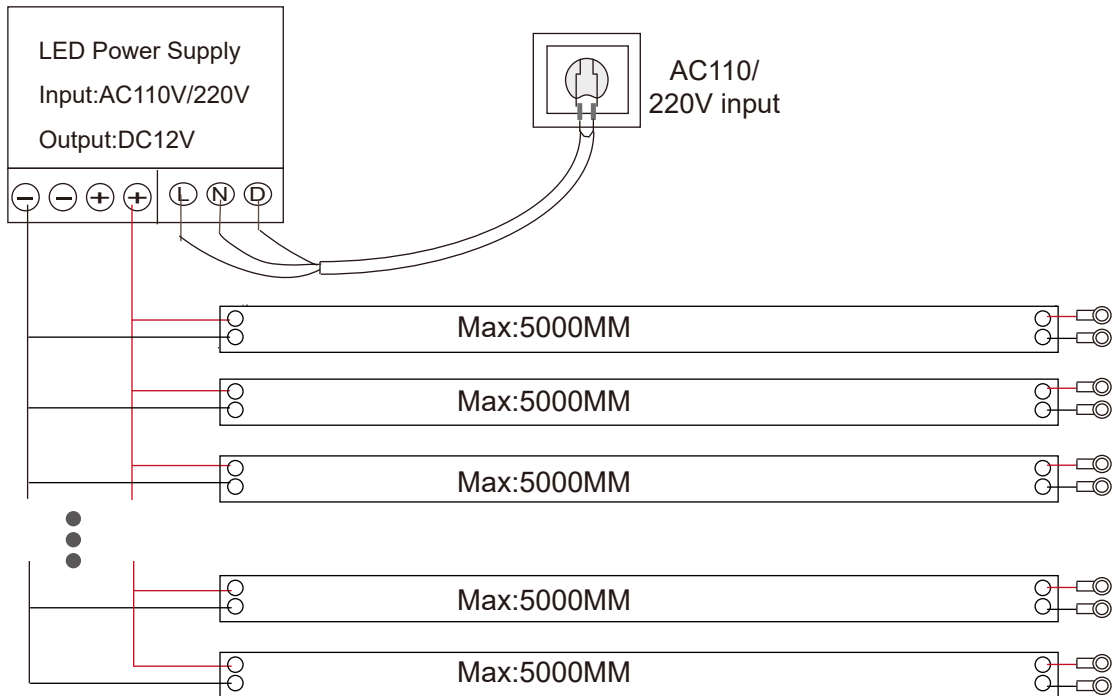 LED Power Supply
Input:AC110V/220V
Output:DC12V
AC110/
220V input
L N D
Max:5000MM
Max:5000MM
Max:5000MM
Max:5000MM
Max:5000MM